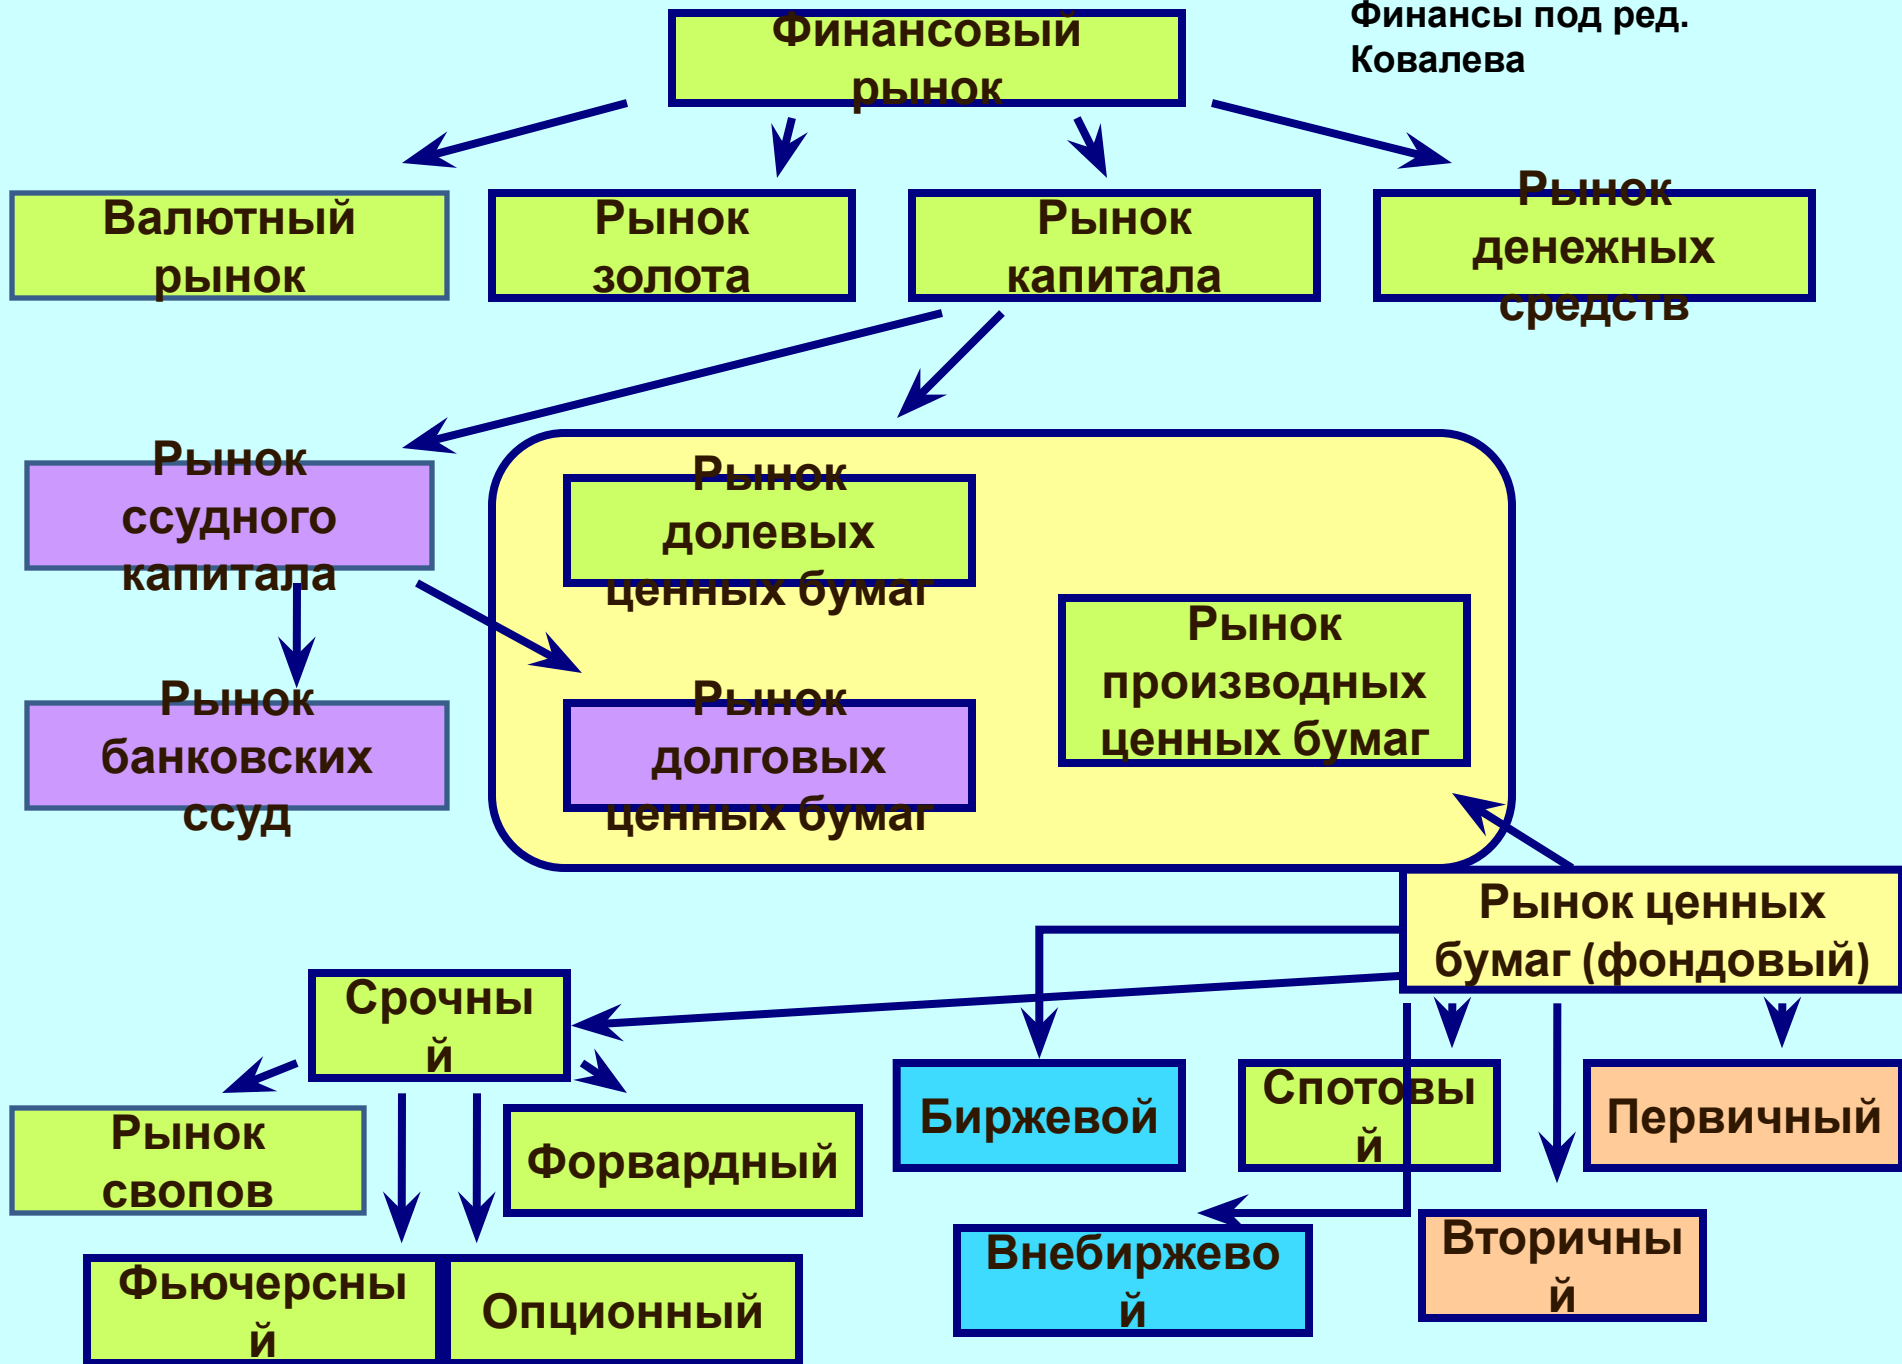 Финансы под ред.
Ковалева
Финансовый
рынок
Валютный
рынок
Рынок
золота
Рынок
капитала
Рынок
денежных
средств
Рынок
ссудного
капитала
Рынок
долевых
ценных бумаг
Рынок
производных
ценных бумаг
Рынок
банковских
ссуд
Рынок
долговых
ценных бумаг
Рынок ценных
бумаг (фондовый)
Срочны
й
Биржевой
Спотовы
й
Первичный
Рынок
свопов
Форвардный
Внебиржево
й
Вторичны
й
Фьючерсны
й
Опционный